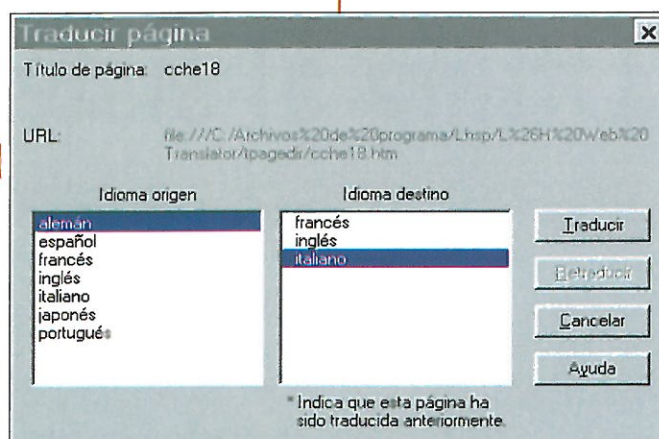 Traducir página
Título de página: cche18
URL: file:///C:/Archivos%20de%20programa/Lhsp/L%26H%20Web%20
Translator/tpagedir/cche18.htm
Idioma origen
alemán
español
francés
inglés
italiano
japonés
portugués
Idioma destino
francés
inglés
italiano
* Indica que esta página ha
sido traducida anteriormente.
Traducir
Retraducir
Cancelar
Ayuda